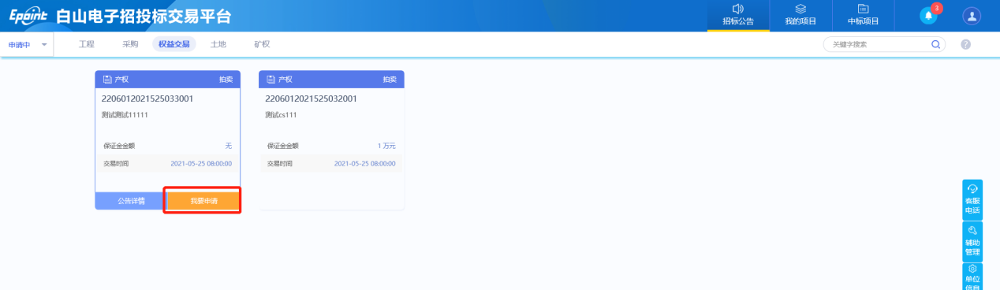 Epoint 白山电子招投标交易平台
招标公告
我的项目
中标项目
3
申请中
工程
采购
权益交易
土地
矿权
关键字搜索
?
产权 拍卖
2206012021525033001
测试测试11111
保证金金额 无
交易时间 2021-05-25 08:00:00
公告详情 我要申请
产权 拍卖
2206012021525032001
测试cs111
保证金金额 1 万元
交易时间 2021-05-25 08:00:00
客服
电话
辅助
管理
单位
信息